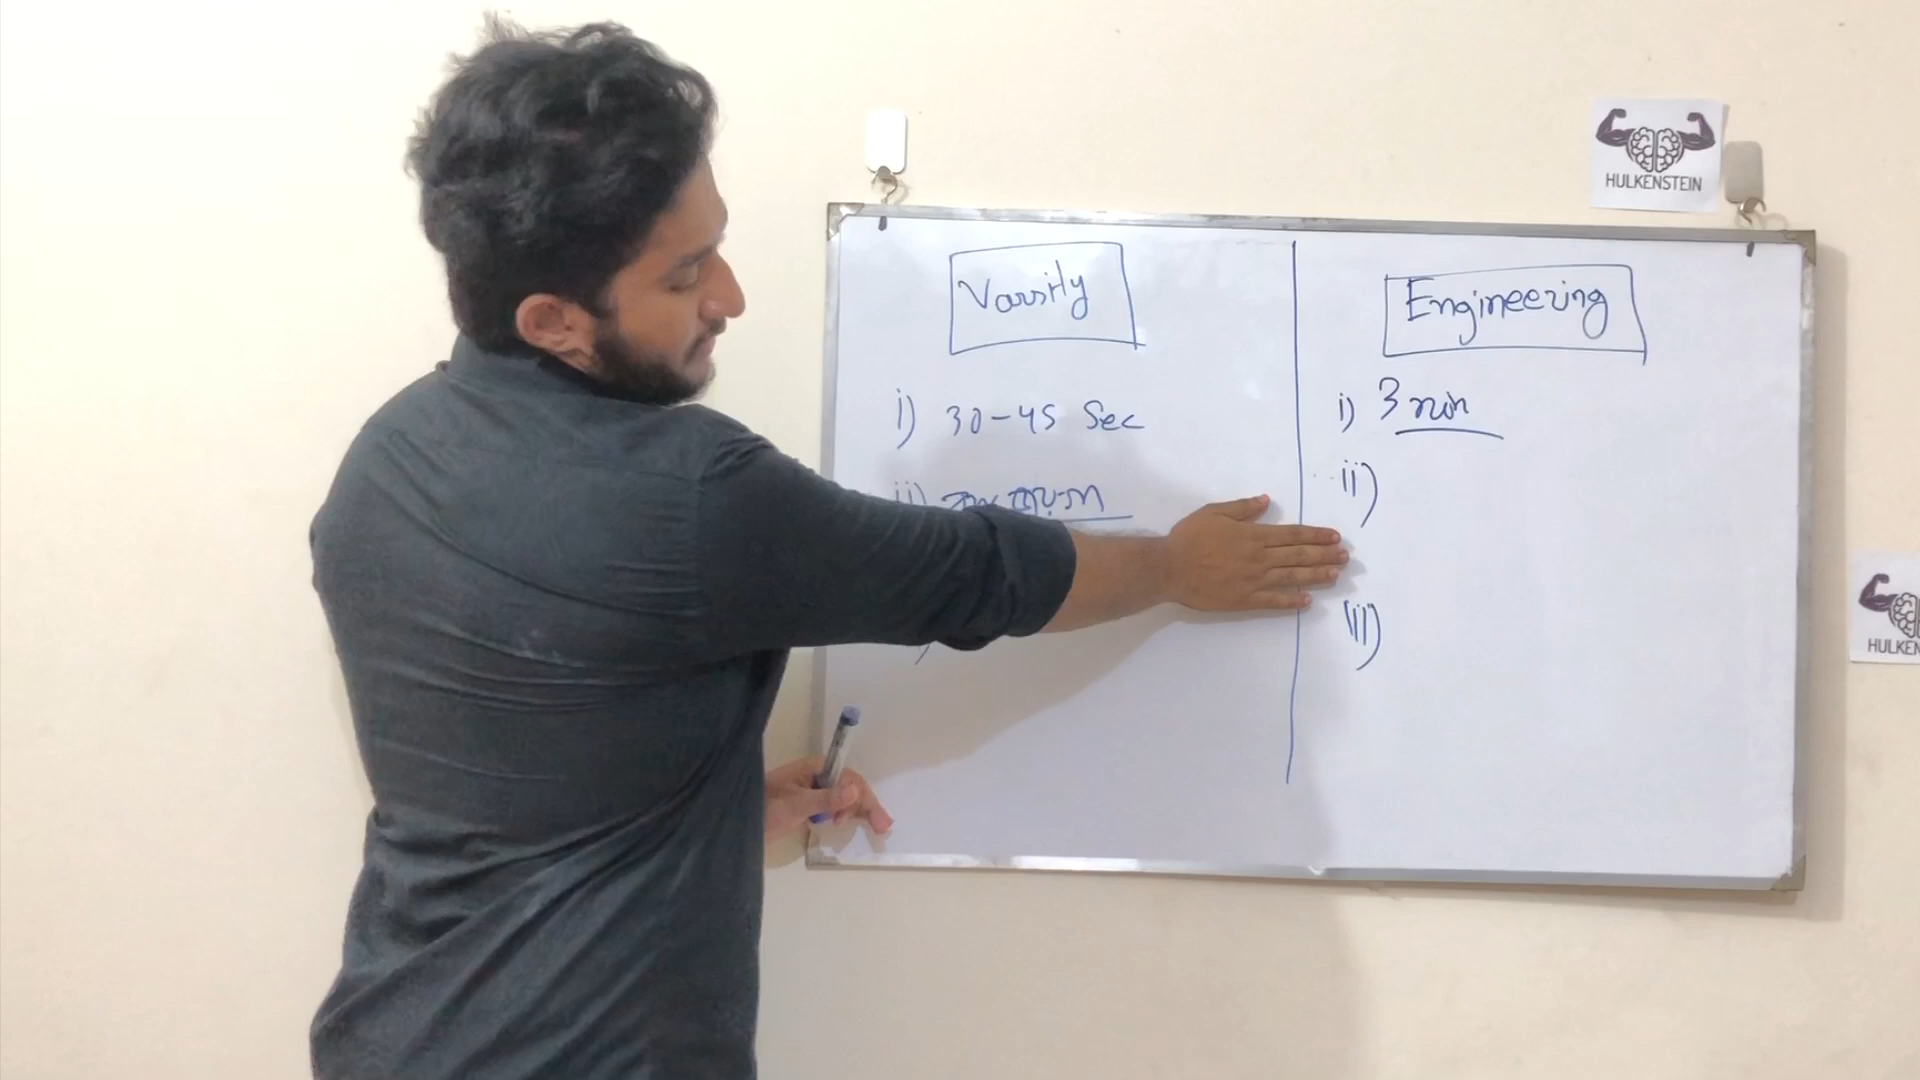 HULKENSTEIN
Varsity
i) 30-45 Sec
ii)
Engineering
i) 3 min
ii)
iii)
HULKEN